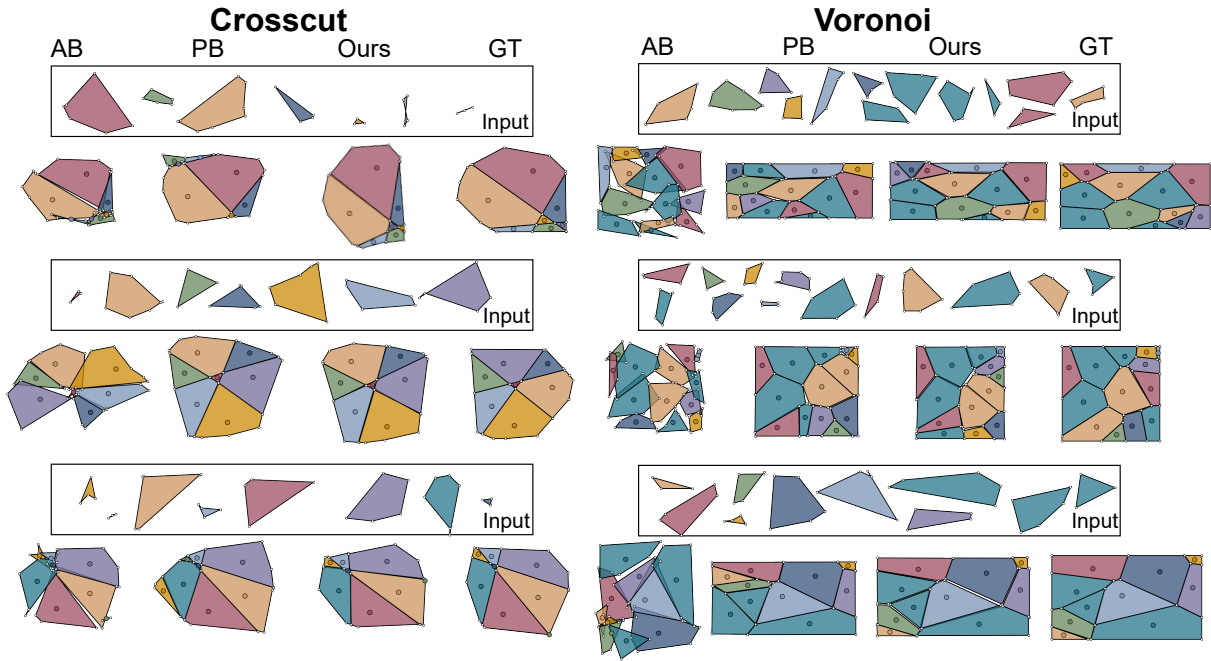 Crosscut Voronoi
AB PB Ours GT AB PB Ours GT
Input Input
Input Input
Input Input